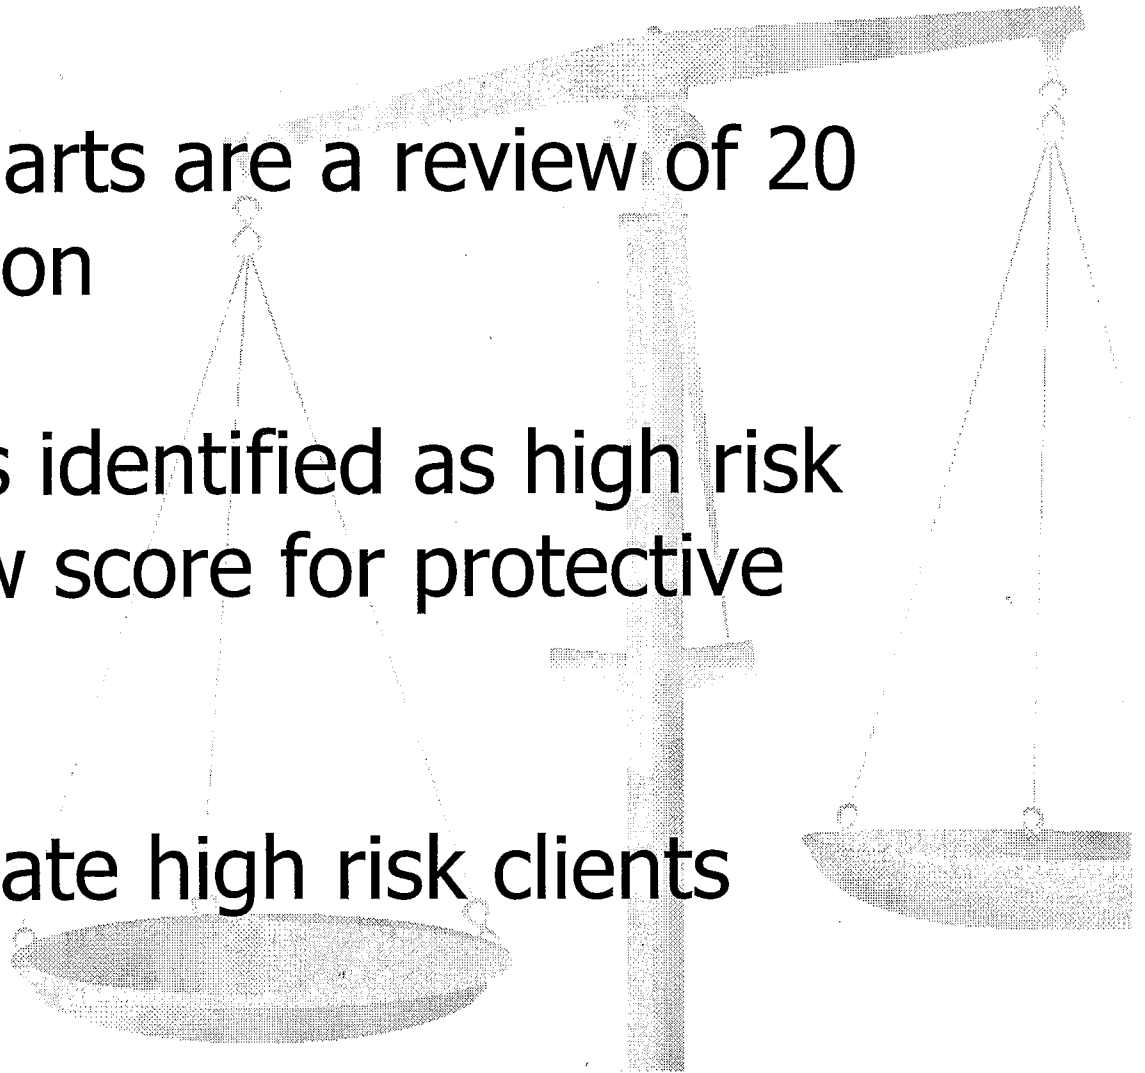 arts are a review of 20
on
s identified as high risk
w score for protective
ate high risk clients